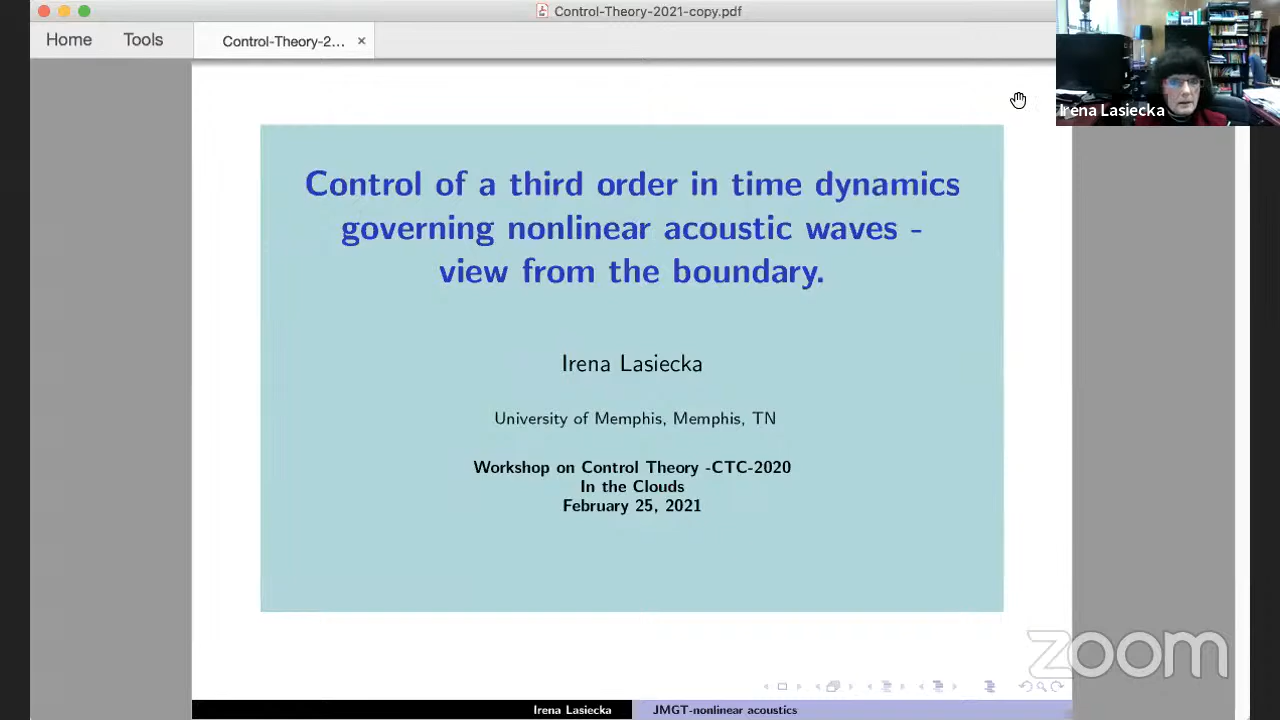 Control-Theory-2021-copy.pdf
Home
Tools
Control-Theory-2...
×
Irena Lasiecka
Control of a third order in time dynamics
governing nonlinear acoustic waves -
view from the boundary.
Irena Lasiecka
University of Memphis, Memphis, TN
Workshop on Control Theory -CTC-2020
In the Clouds
February 25, 2021
zoom
Irena Lasiecka
JMGT-nonlinear acoustics